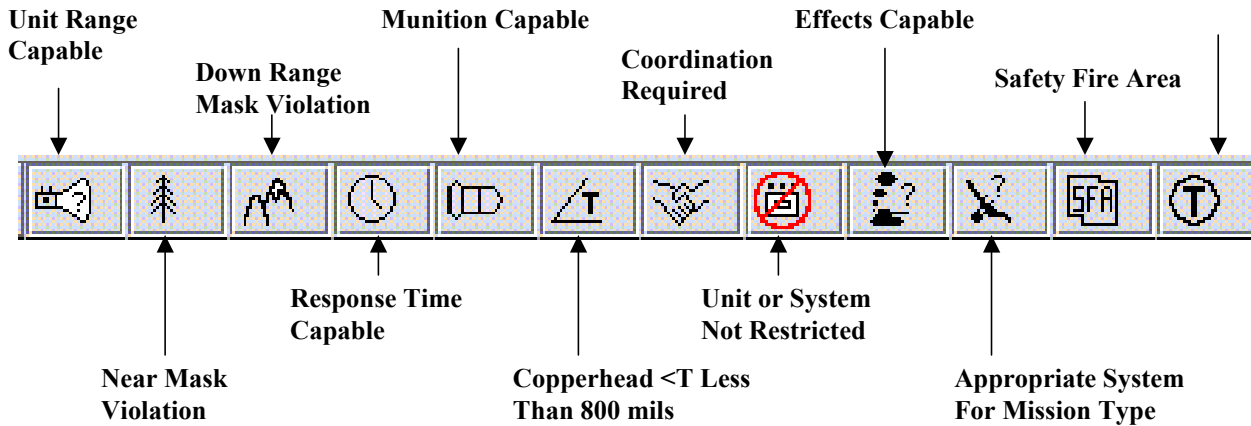 Unit Range
Capable
Munition Capable
Effects Capable
Down Range
Mask Violation
Coordination
Required
Safety Fire Area
?
T
?
?
SFA
T
Response Time
Capable
Unit or System
Not Restricted
Near Mask
Violation
Copperhead <T Less
Than 800 mils
Appropriate System
For Mission Type